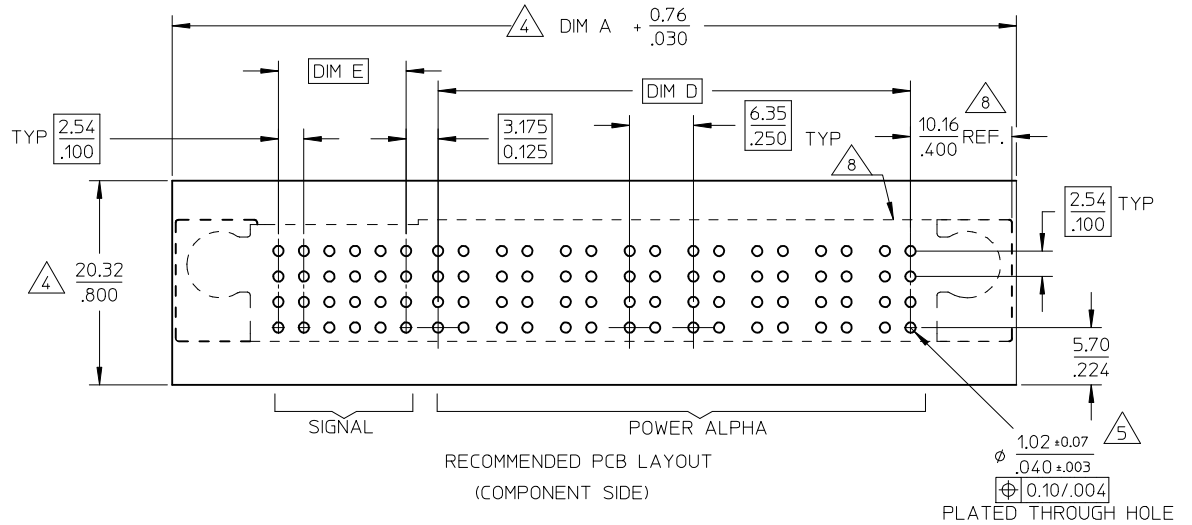 4 DIM A + 0.76
.030
DIM E
DIM D
8
TYP 2.54
.100
3.175
0.125
6.35
.250 TYP
10.16
.400 REF.
8
2.54
.100 TYP
4 20.32
.800
5.70
.224
SIGNAL
POWER ALPHA
RECOMMENDED PCB LAYOUT
(COMPONENT SIDE)
5
⌀ 1.02 ±0.07
.040 ±.003
⌖ 0.10/.004
PLATED THROUGH HOLE